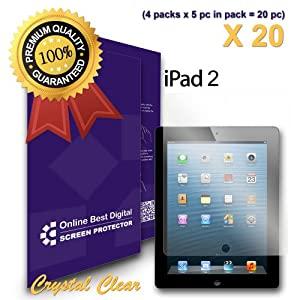 (4 packs x 5 pc in pack = 20 pc)
X 20
PREMIUM QUALITY
100%
GUARANTEED
iPad 2
Online Best Digital
SCREEN PROTECTOR
Crystal Clear